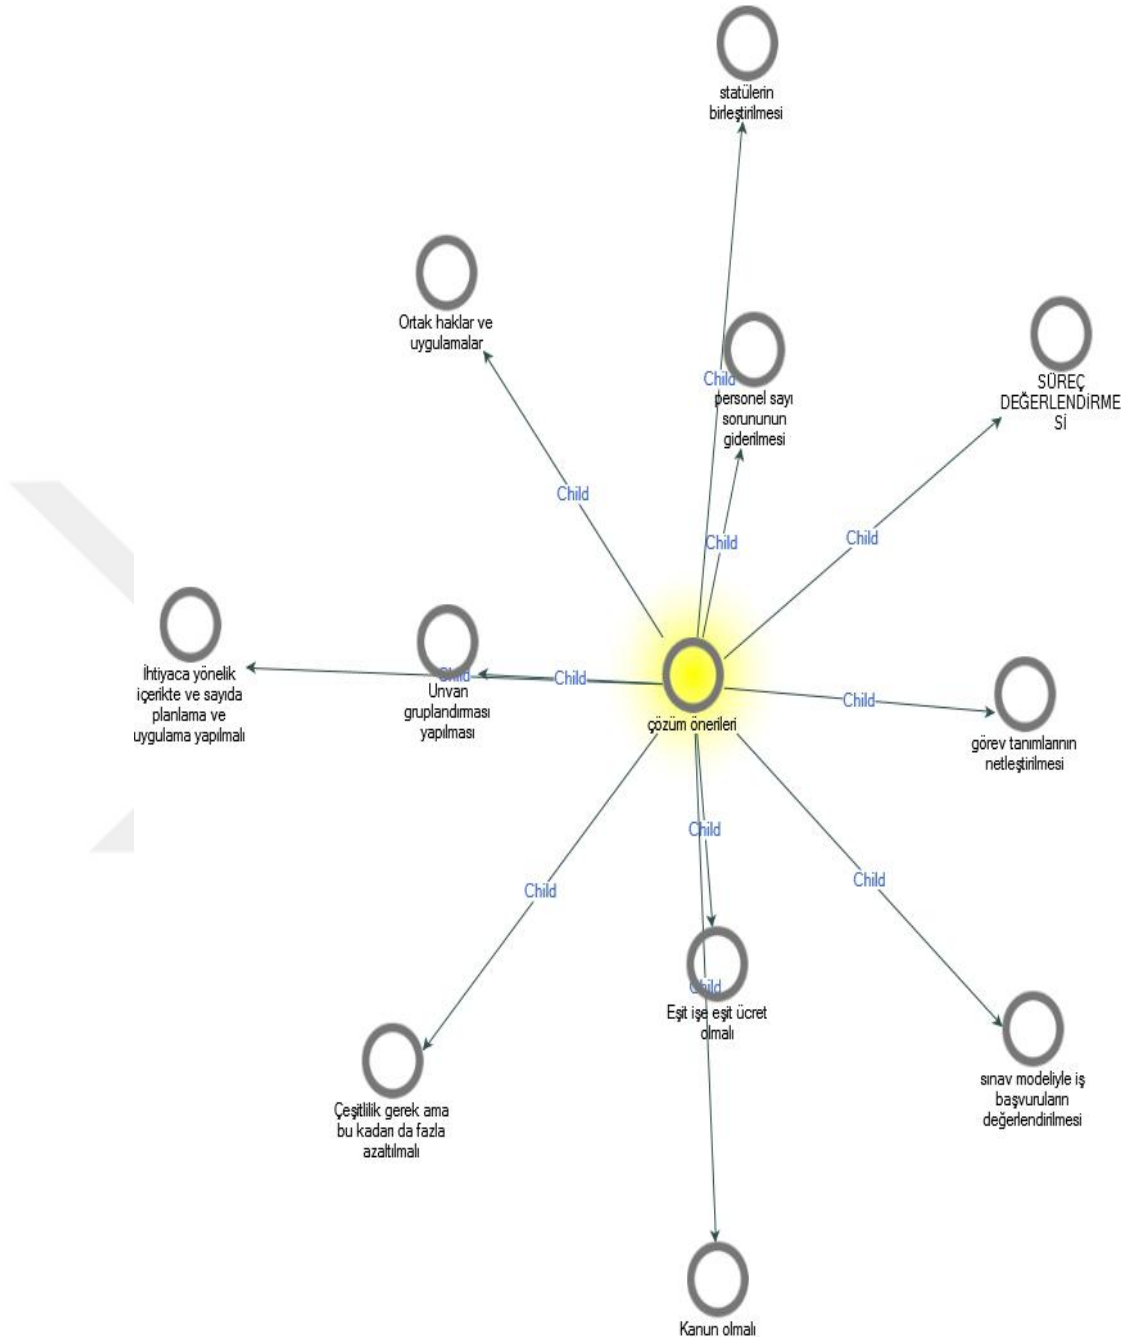 statülerin
birleştirilmesi
Ortak haklar ve
uygulamalar
Child
personel sayı
sorununun
giderilmesi
SÜREÇ
DEĞERLENDİRME
Sİ
Child
Child
Child
İhtiyaca yönelik
içerikte ve sayıda
planlama ve
uygulama yapılmalı
Child
Child
Unvan
gruplandırması
yapılması
çözüm önerileri
Child
görev tanımlarının
netleştirilmesi
Child
Child
Child
Child
Eşit işe eşit ücret
olmalı
Çeşitlilik gerek ama
bu kadarı da fazla
azaltılmalı
sınav modeliyle iş
başvuruların
değerlendirilmesi
Kanun olmalı